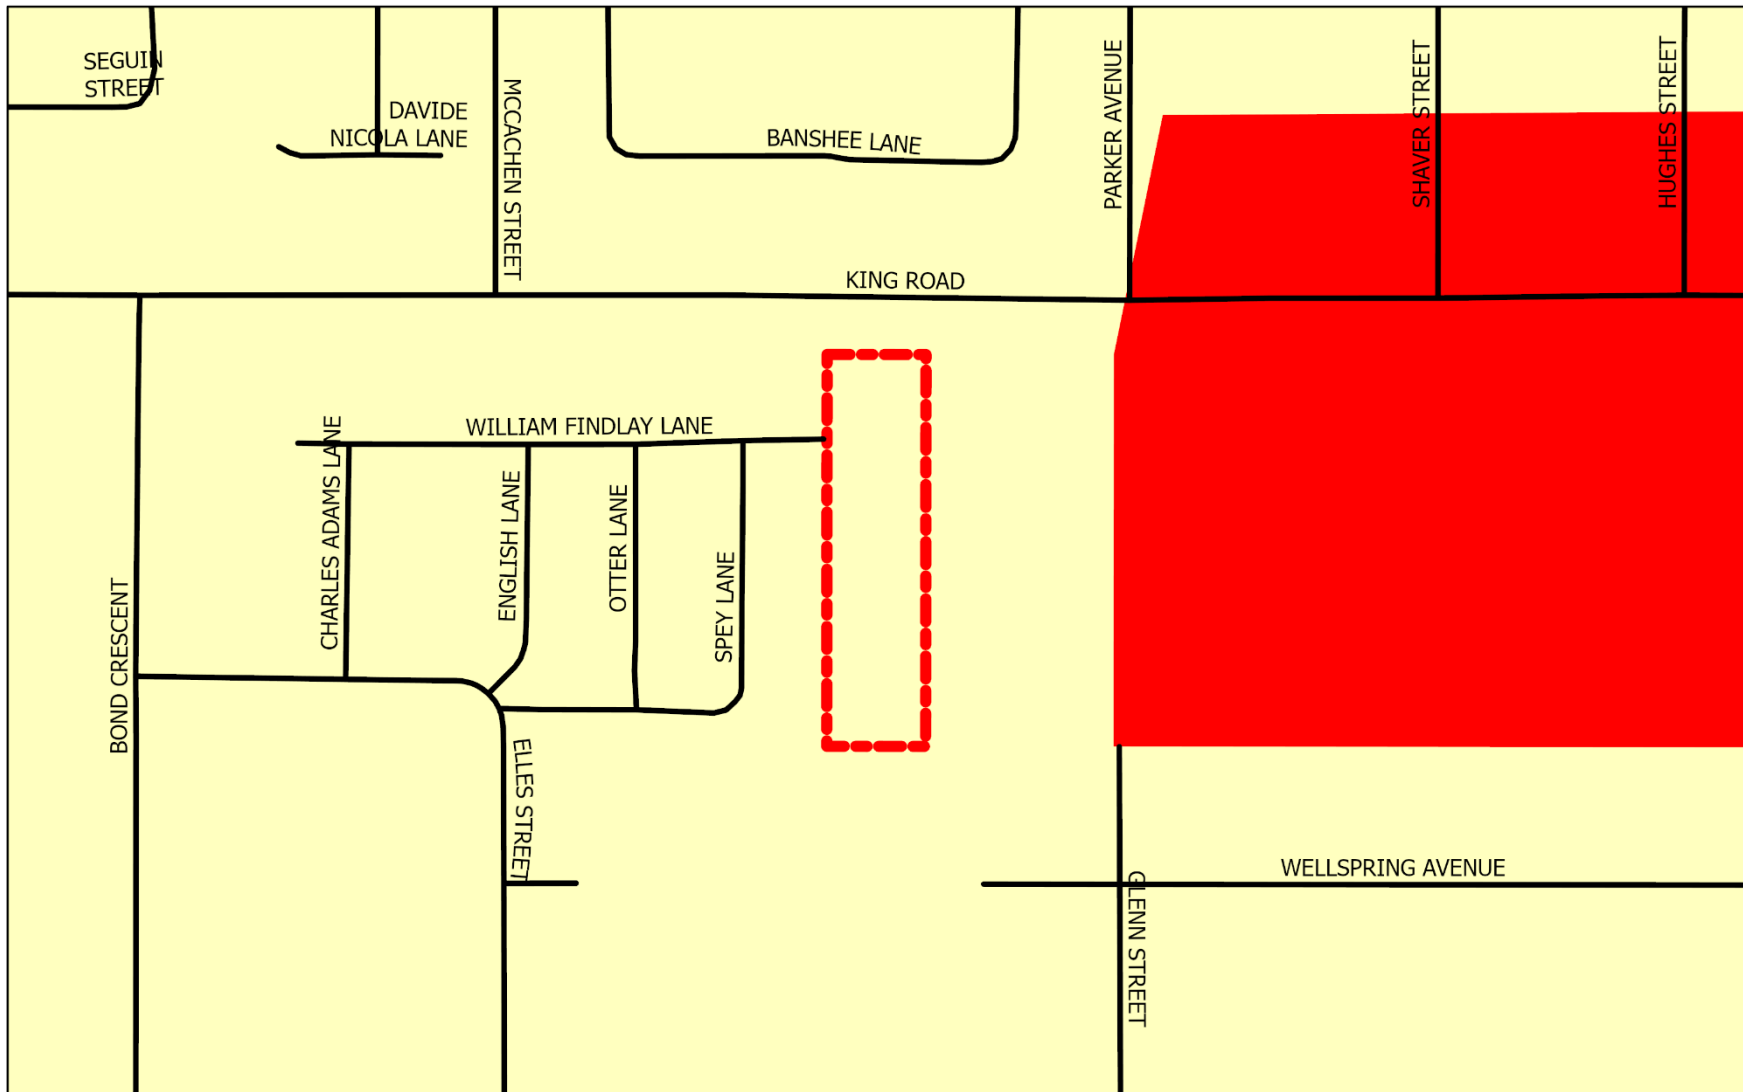 SEGUIN
STREET
DAVIDE
NICOLA LANE
MCCACHEN STREET
BANSHEE LANE
PARKER AVENUE
SHAVER STREET
HUGHES STREET
KING ROAD
WILLIAM FINDLAY LANE
CHARLES ADAMS LANE
ENGLISH LANE
OTTER LANE
SPEY LANE
BOND CRESCENT
ELLES STREET
WELLSPRING AVENUE
GLENN STREET